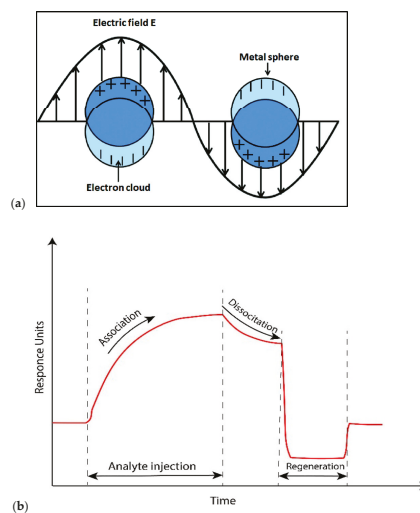 (a)
Electric field E
Metal sphere
+ + + + + +
Electron cloud
+ + + + + +
(b)
Responce Units
Association
Dissocitation
Analyte injection
Regeneration
Time